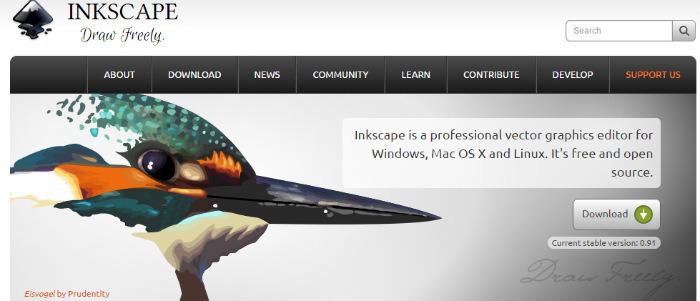 INKSCAPE
Draw Freely.
Search
ABOUT DOWNLOAD NEWS COMMUNITY LEARN CONTRIBUTE DEVELOP SUPPORT US
Inkscape is a professional vector graphics editor for
Windows, Mac OS X and Linux. It's free and open
source.
Download
Current stable version: 0.91
Draw Freely.
Eisvogel by Prudentity